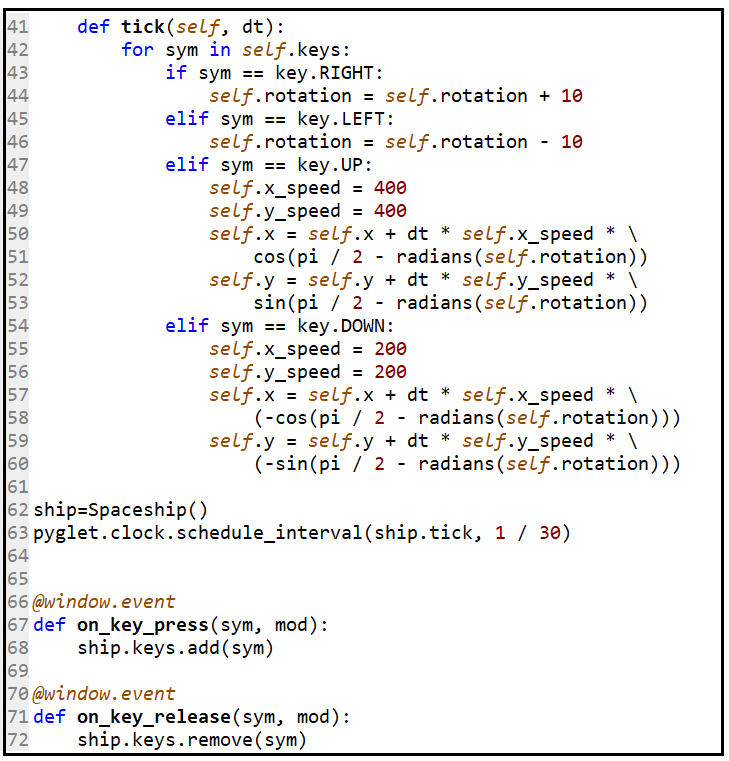 41     def tick(self, dt):
42         for sym in self.keys:
43             if sym == key.RIGHT:
44                 self.rotation = self.rotation + 10
45             elif sym == key.LEFT:
46                 self.rotation = self.rotation - 10
47             elif sym == key.UP:
48                 self.x_speed = 400
49                 self.y_speed = 400
50                 self.x = self.x + dt * self.x_speed * \
51                     cos(pi / 2 - radians(self.rotation))
52                 self.y = self.y + dt * self.y_speed * \
53                     sin(pi / 2 - radians(self.rotation))
54             elif sym == key.DOWN:
55                 self.x_speed = 200
56                 self.y_speed = 200
57                 self.x = self.x + dt * self.x_speed * \
58                     (-cos(pi / 2 - radians(self.rotation)))
59                 self.y = self.y + dt * self.y_speed * \
60                     (-sin(pi / 2 - radians(self.rotation)))
61
62 ship=Spaceship()
63 pyglet.clock.schedule_interval(ship.tick, 1 / 30)
64
65
66 @window.event
67 def on_key_press(sym, mod):
68     ship.keys.add(sym)
69
70 @window.event
71 def on_key_release(sym, mod):
72     ship.keys.remove(sym)